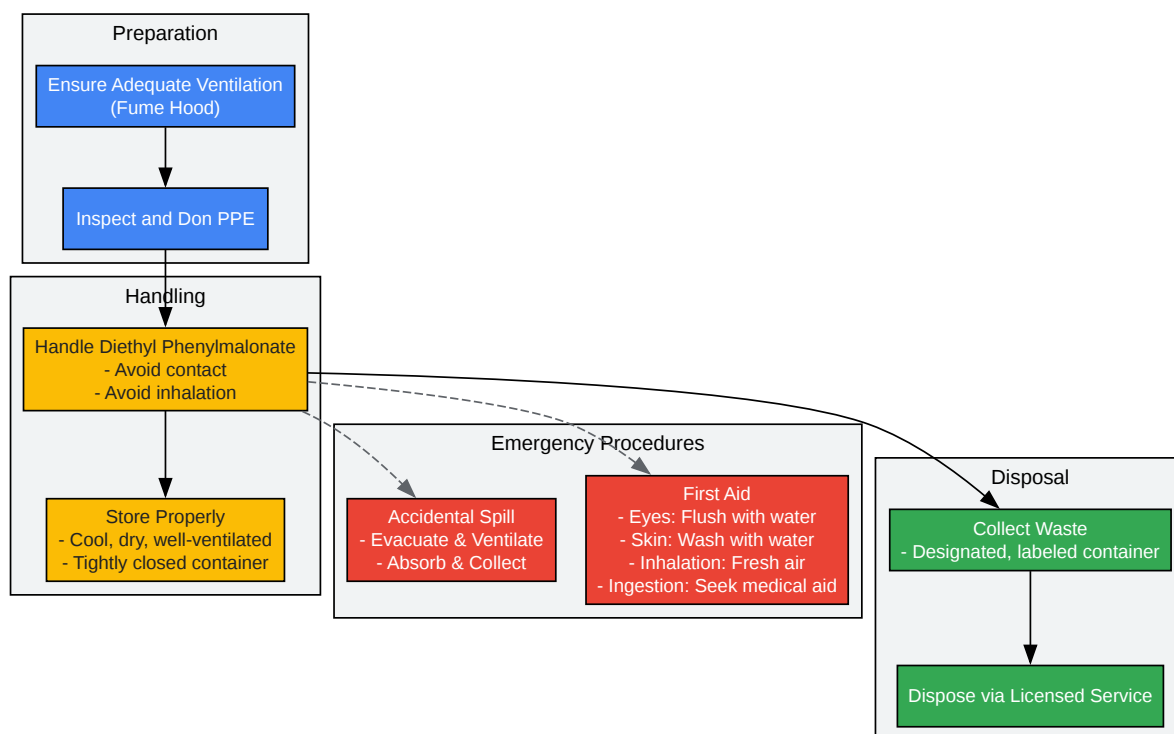 Preparation
Ensure Adequate Ventilation
(Fume Hood)
Inspect and Don PPE
Handling
Handle Diethyl Phenylmalonate
- Avoid contact
- Avoid inhalation
Store Properly
- Cool, dry, well-ventilated
- Tightly closed container
Emergency Procedures
Accidental Spill
- Evacuate & Ventilate
- Absorb & Collect
First Aid
- Eyes: Flush with water
- Skin: Wash with water
- Inhalation: Fresh air
- Ingestion: Seek medical aid
Disposal
Collect Waste
- Designated, labeled container
Dispose via Licensed Service